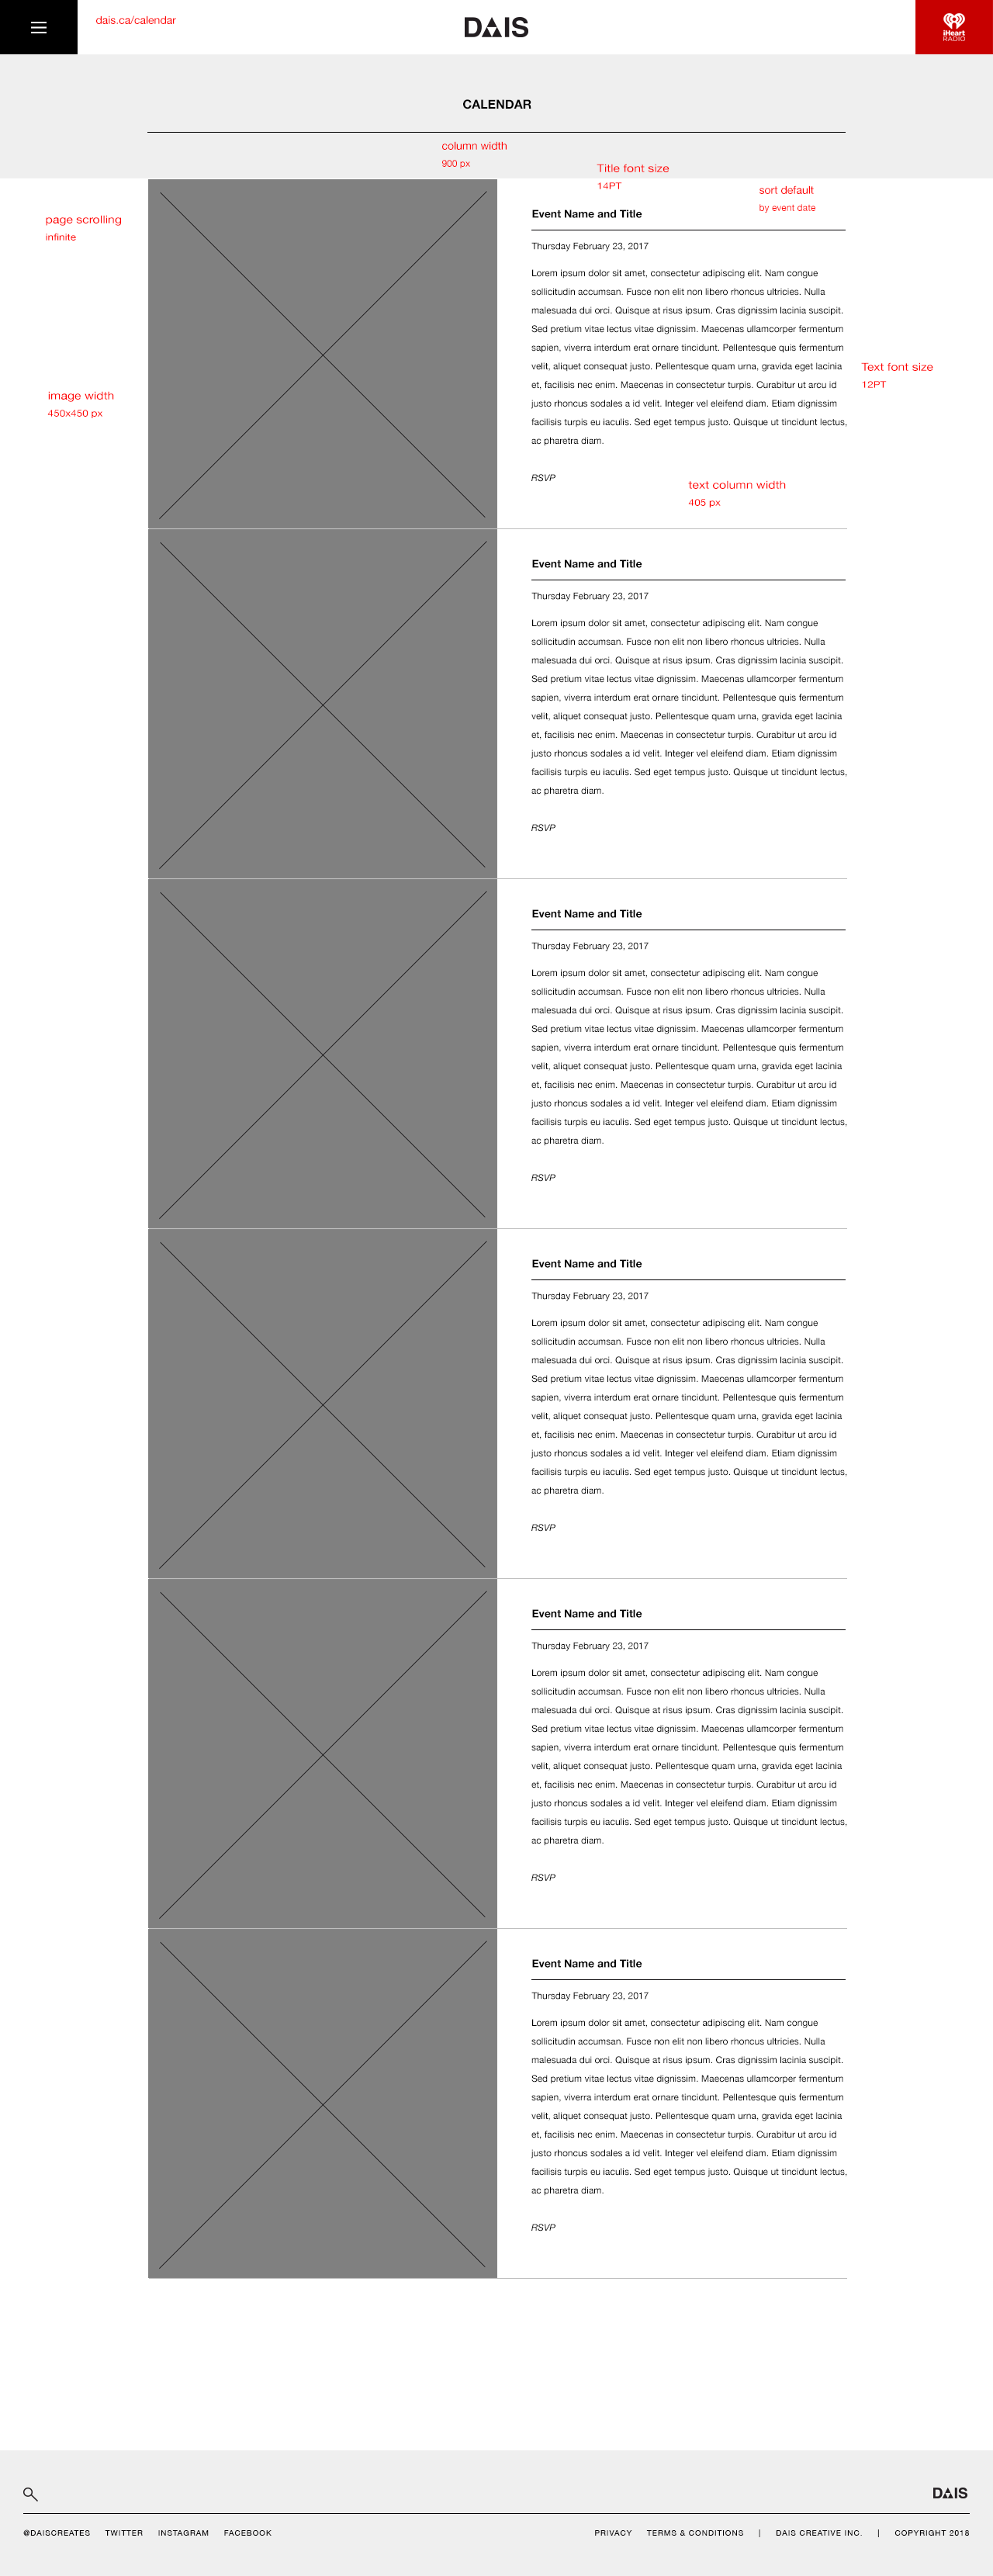 dais.ca/calendar
DAIS
iHeart
RADIO
CALENDAR
column width
900 px
Title font size
14PT
sort default
by event date
page scrolling
infinite
image width
450x450 px
Event Name and Title
Thursday February 23, 2017
Lorem ipsum dolor sit amet, consectetur adipiscing elit. Nam congue
sollicitudin accumsan. Fusce non elit non libero rhoncus ultricies. Nulla
malesuada dui orci. Quisque at risus ipsum. Cras dignissim lacinia suscipit.
Sed pretium vitae lectus vitae dignissim. Maecenas ullamcorper fermentum
sapien, viverra interdum erat ornare tincidunt. Pellentesque quis fermentum
velit, aliquet consequat justo. Pellentesque quam urna, gravida eget lacinia
et, facilisis nec enim. Maecenas in consectetur turpis. Curabitur ut arcu id
justo rhoncus sodales a id velit. Integer vel eleifend diam. Etiam dignissim
facilisis turpis eu iaculis. Sed eget tempus justo. Quisque ut tincidunt lectus,
ac pharetra diam.
RSVP
Text font size
12PT
text column width
405 px
Event Name and Title
Thursday February 23, 2017
Lorem ipsum dolor sit amet, consectetur adipiscing elit. Nam congue
sollicitudin accumsan. Fusce non elit non libero rhoncus ultricies. Nulla
malesuada dui orci. Quisque at risus ipsum. Cras dignissim lacinia suscipit.
Sed pretium vitae lectus vitae dignissim. Maecenas ullamcorper fermentum
sapien, viverra interdum erat ornare tincidunt. Pellentesque quis fermentum
velit, aliquet consequat justo. Pellentesque quam urna, gravida eget lacinia
et, facilisis nec enim. Maecenas in consectetur turpis. Curabitur ut arcu id
justo rhoncus sodales a id velit. Integer vel eleifend diam. Etiam dignissim
facilisis turpis eu iaculis. Sed eget tempus justo. Quisque ut tincidunt lectus,
ac pharetra diam.
RSVP
Event Name and Title
Thursday February 23, 2017
Lorem ipsum dolor sit amet, consectetur adipiscing elit. Nam congue
sollicitudin accumsan. Fusce non elit non libero rhoncus ultricies. Nulla
malesuada dui orci. Quisque at risus ipsum. Cras dignissim lacinia suscipit.
Sed pretium vitae lectus vitae dignissim. Maecenas ullamcorper fermentum
sapien, viverra interdum erat ornare tincidunt. Pellentesque quis fermentum
velit, aliquet consequat justo. Pellentesque quam urna, gravida eget lacinia
et, facilisis nec enim. Maecenas in consectetur turpis. Curabitur ut arcu id
justo rhoncus sodales a id velit. Integer vel eleifend diam. Etiam dignissim
facilisis turpis eu iaculis. Sed eget tempus justo. Quisque ut tincidunt lectus,
ac pharetra diam.
RSVP
Event Name and Title
Thursday February 23, 2017
Lorem ipsum dolor sit amet, consectetur adipiscing elit. Nam congue
sollicitudin accumsan. Fusce non elit non libero rhoncus ultricies. Nulla
malesuada dui orci. Quisque at risus ipsum. Cras dignissim lacinia suscipit.
Sed pretium vitae lectus vitae dignissim. Maecenas ullamcorper fermentum
sapien, viverra interdum erat ornare tincidunt. Pellentesque quis fermentum
velit, aliquet consequat justo. Pellentesque quam urna, gravida eget lacinia
et, facilisis nec enim. Maecenas in consectetur turpis. Curabitur ut arcu id
justo rhoncus sodales a id velit. Integer vel eleifend diam. Etiam dignissim
facilisis turpis eu iaculis. Sed eget tempus justo. Quisque ut tincidunt lectus,
ac pharetra diam.
RSVP
Event Name and Title
Thursday February 23, 2017
Lorem ipsum dolor sit amet, consectetur adipiscing elit. Nam congue
sollicitudin accumsan. Fusce non elit non libero rhoncus ultricies. Nulla
malesuada dui orci. Quisque at risus ipsum. Cras dignissim lacinia suscipit.
Sed pretium vitae lectus vitae dignissim. Maecenas ullamcorper fermentum
sapien, viverra interdum erat ornare tincidunt. Pellentesque quis fermentum
velit, aliquet consequat justo. Pellentesque quam urna, gravida eget lacinia
et, facilisis nec enim. Maecenas in consectetur turpis. Curabitur ut arcu id
justo rhoncus sodales a id velit. Integer vel eleifend diam. Etiam dignissim
facilisis turpis eu iaculis. Sed eget tempus justo. Quisque ut tincidunt lectus,
ac pharetra diam.
RSVP
Event Name and Title
Thursday February 23, 2017
Lorem ipsum dolor sit amet, consectetur adipiscing elit. Nam congue
sollicitudin accumsan. Fusce non elit non libero rhoncus ultricies. Nulla
malesuada dui orci. Quisque at risus ipsum. Cras dignissim lacinia suscipit.
Sed pretium vitae lectus vitae dignissim. Maecenas ullamcorper fermentum
sapien, viverra interdum erat ornare tincidunt. Pellentesque quis fermentum
velit, aliquet consequat justo. Pellentesque quam urna, gravida eget lacinia
et, facilisis nec enim. Maecenas in consectetur turpis. Curabitur ut arcu id
justo rhoncus sodales a id velit. Integer vel eleifend diam. Etiam dignissim
facilisis turpis eu iaculis. Sed eget tempus justo. Quisque ut tincidunt lectus,
ac pharetra diam.
RSVP
DAIS
@DAISCREATES TWITTER INSTAGRAM FACEBOOK
PRIVACY TERMS & CONDITIONS | DAIS CREATIVE INC. | COPYRIGHT 2018